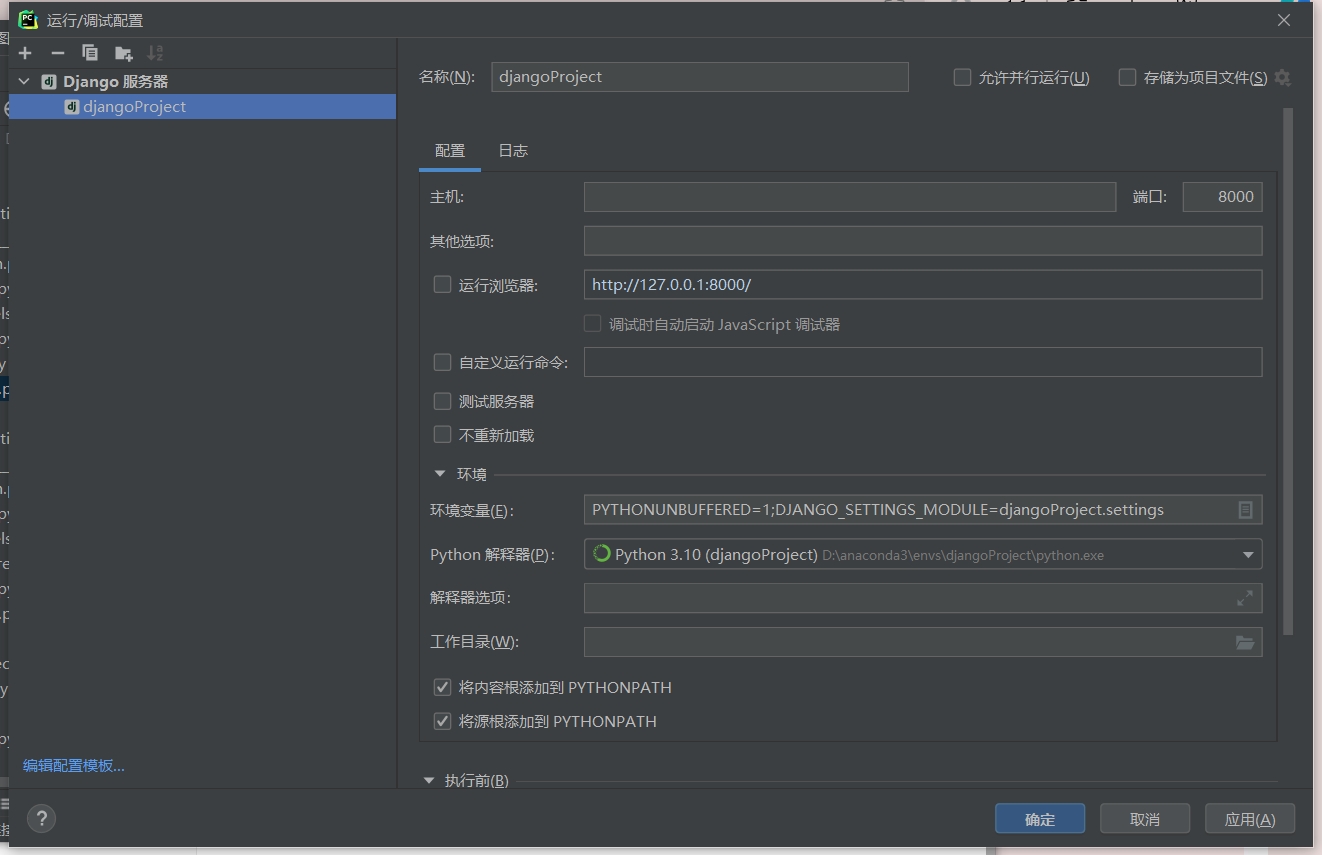 运行/调试配置
Django 服务器
djangoProject
名称(N): djangoProject 允许并行运行(U) 存储为项目文件(S)
配置 日志
主机: 端口: 8000
其他选项:
运行浏览器: http://127.0.0.1:8000/
调试时自动启动 JavaScript 调试器
自定义运行命令:
测试服务器
不重新加载
环境
环境变量(E): PYTHONUNBUFFERED=1;DJANGO_SETTINGS_MODULE=djangoProject.settings
Python 解释器(P): Python 3.10 (djangoProject) D:\anaconda3\envs\djangoProject\python.exe
解释器选项:
工作目录(W):
将内容根添加到 PYTHONPATH
将源根添加到 PYTHONPATH
编辑配置模板...
执行前(B)
? 确定 取消 应用(A)